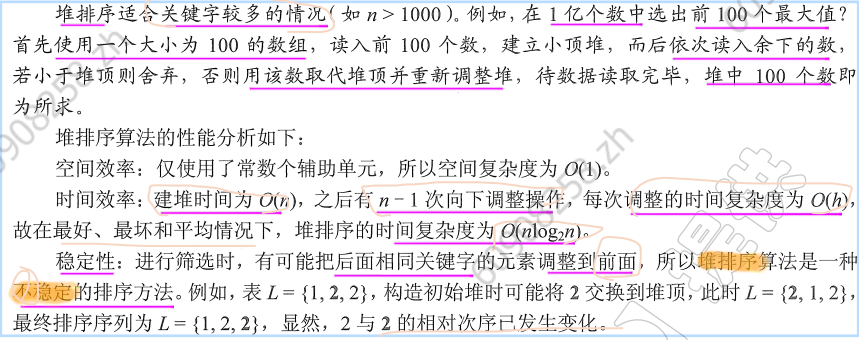 堆排序适合关键字较多的情况（如 n > 1000）。例如，在 1 亿个数中选出前 100 个最大值？
首先使用一个大小为 100 的数组，读入前 100 个数，建立小顶堆，而后依次读入余下的数，
若小于堆顶则舍弃，否则用该数取代堆顶并重新调整堆，待数据读取完毕，堆中 100 个数即
为所求。
堆排序算法的性能分析如下：
空间效率：仅使用了常数个辅助单元，所以空间复杂度为 O(1)。
时间效率：建堆时间为 O(n)，之后有 n − 1 次向下调整操作，每次调整的时间复杂度为 O(h)，
故在最好、最坏和平均情况下，堆排序的时间复杂度为 O(nlog₂n)。
稳定性：进行筛选时，有可能把后面相同关键字的元素调整到前面，所以堆排序算法是一种
不稳定的排序方法。例如，表 L = {1, 2, 2}，构造初始堆时可能将 2 交换到堆顶，此时 L = {2, 1, 2}，
最终排序序列为 L = {1, 2, 2}，显然，2 与 2 的相对次序已发生变化。